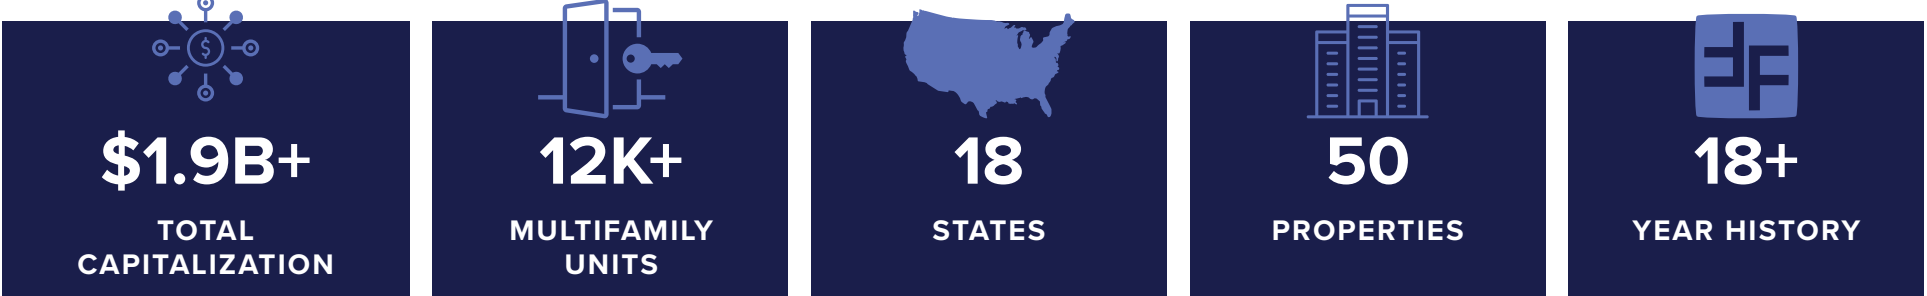 $
$1.9B+
TOTAL
CAPITALIZATION
12K+
MULTIFAMILY
UNITS
18
STATES
50
PROPERTIES
18+
YEAR HISTORY